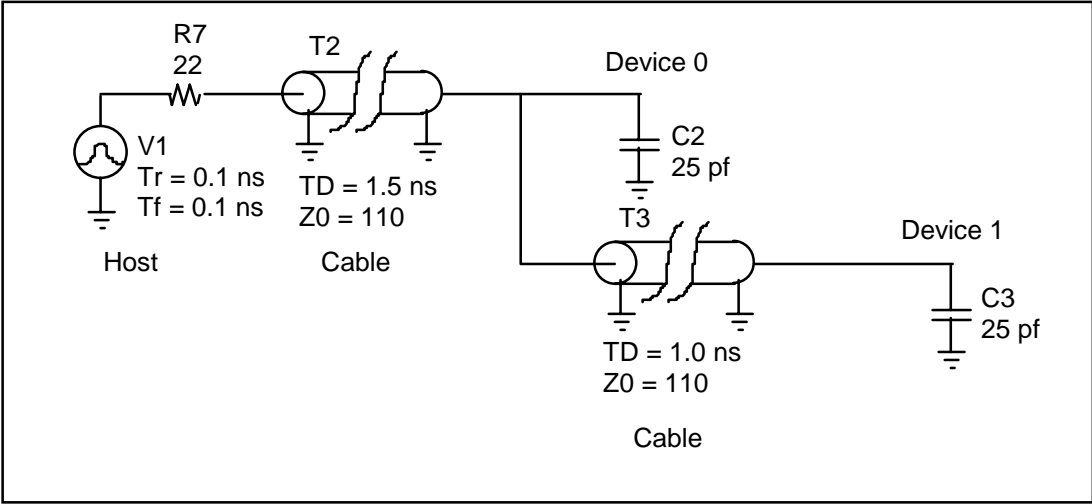 R7
22
T2
Device 0
V1
Tr = 0.1 ns
Tf = 0.1 ns
C2
25 pf
TD = 1.5 ns
Z0 = 110
Host
Cable
T3
Device 1
C3
25 pf
TD = 1.0 ns
Z0 = 110
Cable